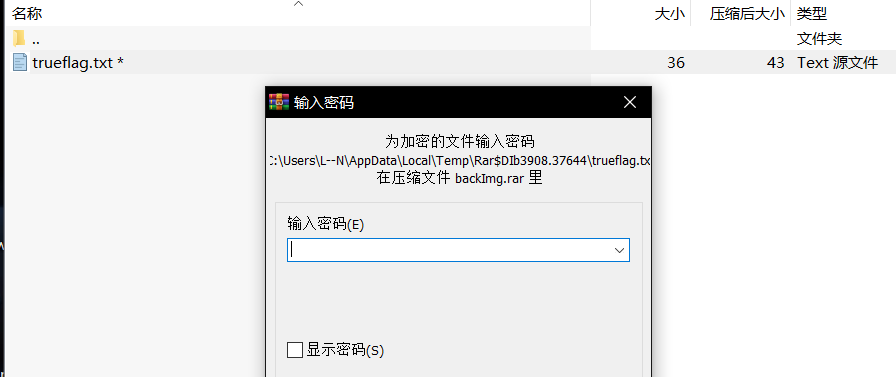 名称 大小 压缩后大小 类型
.. 文件夹
trueflag.txt * 36 43 Text 源文件
输入密码
为加密的文件输入密码
C:\Users\L--N\AppData\Local\Temp\Rar$DIb3908.37644\trueflag.tx
在压缩文件 backImg.rar 里
输入密码(E)
显示密码(S)